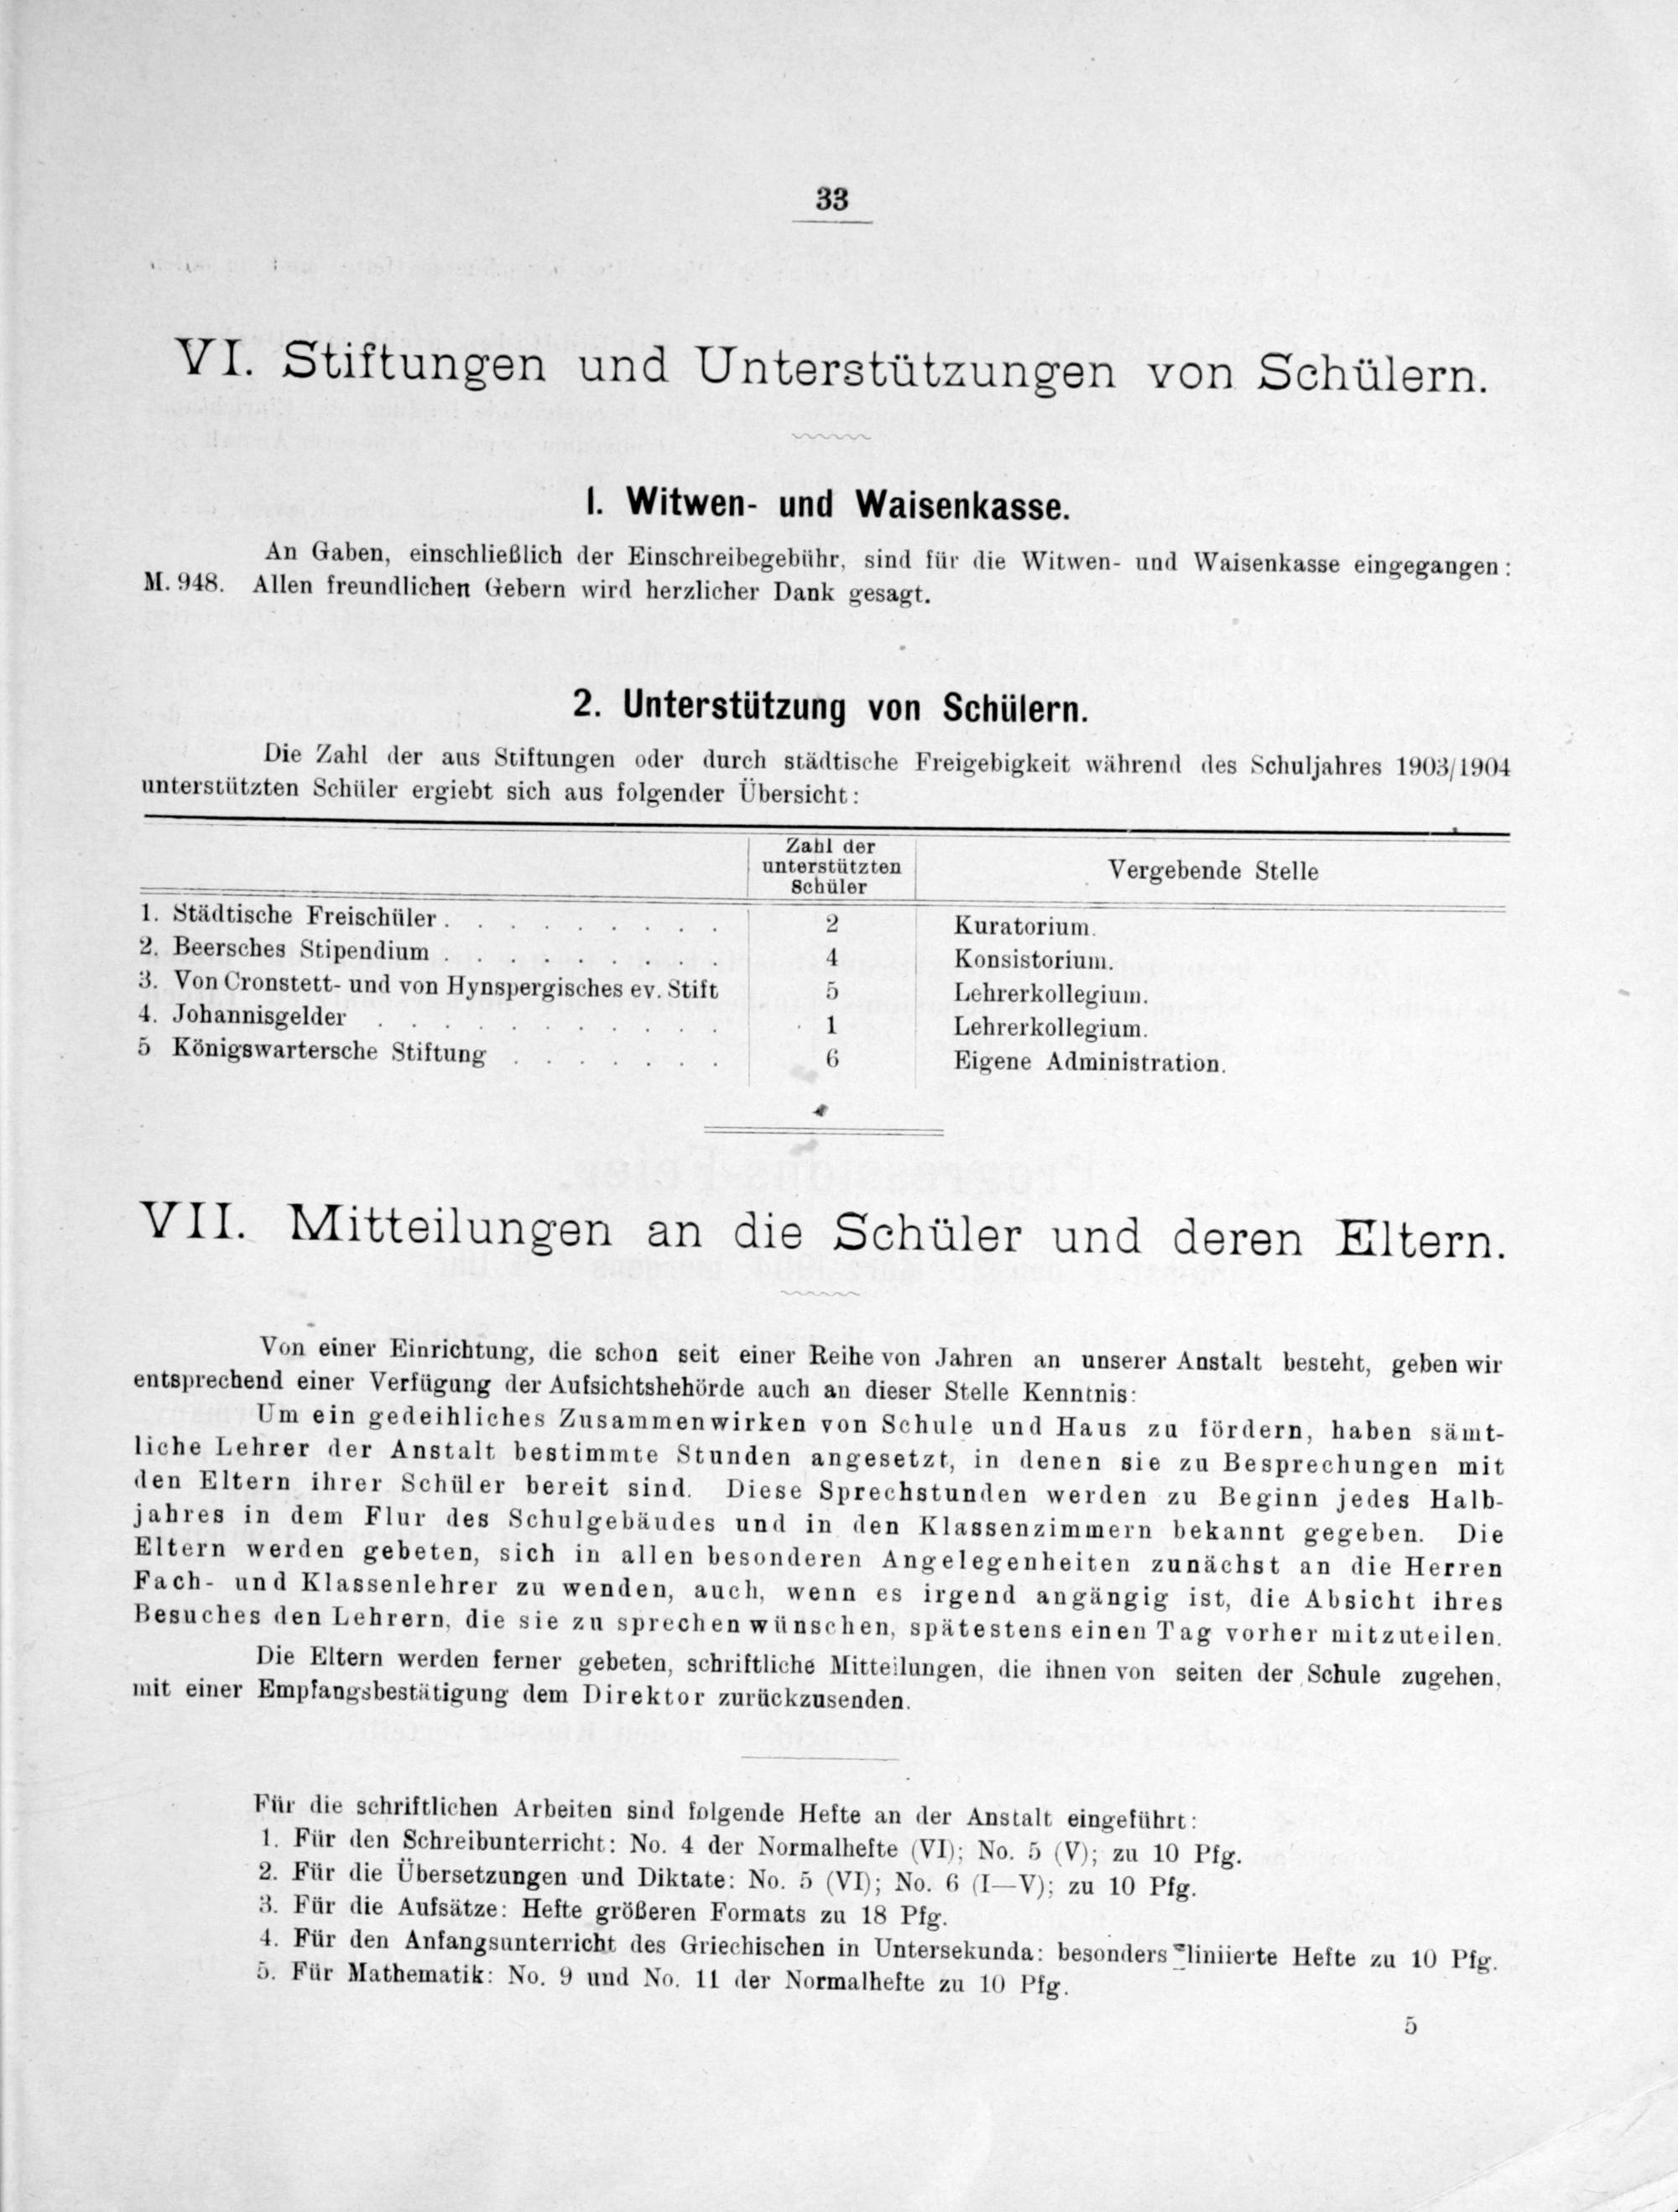 33
VI. Stiftungen und Unterstützungen von Schülern.
1. Witwen- und Waisenkasse.
An Gaben, einschließlich der Einschreibegebühr, sind für die Witwen- und Waisenkasse eingegangen:
M. 948. Allen freundlichen Gebern wird herzlicher Dank gesagt.
2. Unterstützung von Schülern.
Die Zahl der aus Stiftungen oder durch städtische Freigebigkeit während des Schuljahres 1903/1904
unterstützten Schüler ergiebt sich aus folgender Übersicht:
Zahl der
unterstützten
Schüler
Vergebende Stelle
1. Städtische Freischüler . . . . . . . . . 2 Kuratorium.
2. Beersches Stipendium . . . . . . . . . 4 Konsistorium.
3. Von Cronstett- und von Hynspergisches ev. Stift 5 Lehrerkollegium.
4. Johannisgelder . . . . . . . . . . . 1 Lehrerkollegium.
5 Königswartersche Stiftung . . . . . . . 6 Eigene Administration.
VII. Mitteilungen an die Schüler und deren Eltern.
Von einer Einrichtung, die schon seit einer Reihe von Jahren an unserer Anstalt besteht, geben wir
entsprechend einer Verfügung der Aufsichtshehörde auch an dieser Stelle Kenntnis:
Um ein gedeihliches Zusammenwirken von Schule und Haus zu fördern, haben sämt-
liche Lehrer der Anstalt bestimmte Stunden angesetzt, in denen sie zu Besprechungen mit
den Eltern ihrer Schüler bereit sind. Diese Sprechstunden werden zu Beginn jedes Halb-
jahres in dem Flur des Schulgebäudes und in den Klassenzimmern bekannt gegeben. Die
Eltern werden gebeten, sich in allen besonderen Angelegenheiten zunächst an die Herren
Fach- und Klassenlehrer zu wenden, auch, wenn es irgend angängig ist, die Absicht ihres
Besuches den Lehrern, die sie zu sprechen wünschen, spätestens einen Tag vorher mitzuteilen.
Die Eltern werden ferner gebeten, schriftliche Mitteilungen, die ihnen von seiten der Schule zugehen,
mit einer Empfangsbestätigung dem Direktor zurückzusenden.
Für die schriftlichen Arbeiten sind folgende Hefte an der Anstalt eingeführt:
1. Für den Schreibunterricht: No. 4 der Normalhefte (VI); No. 5 (V); zu 10 Pfg.
2. Für die Übersetzungen und Diktate: No. 5 (VI); No. 6 (I—V); zu 10 Pfg.
3. Für die Aufsätze: Hefte größeren Formats zu 18 Pfg.
4. Für den Anfangsunterricht des Griechischen in Untersekunda: besonders liniierte Hefte zu 10 Pfg.
5. Für Mathematik: No. 9 und No. 11 der Normalhefte zu 10 Pfg.
5